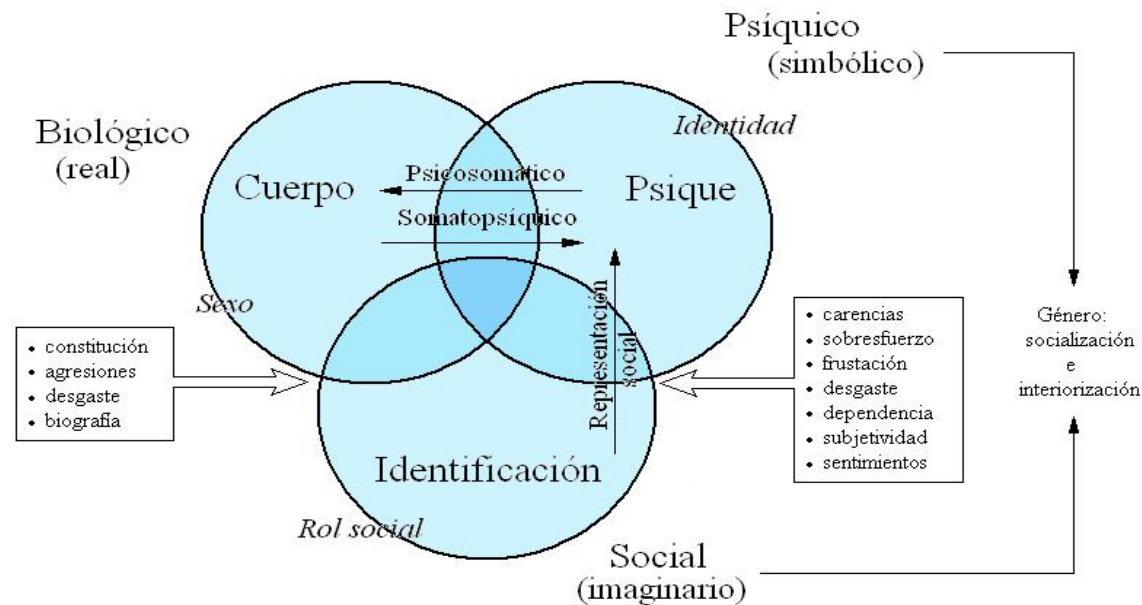 Psíquico
(simbólico)
Biológico
(real)
Identidad
Cuerpo
Psicosomático
Psique
Somatopsíquico
Sexo
Representación
social
• constitución
• agresiones
• desgaste
• biografía
• carencias
• sobresfuerzo
• frustación
• desgaste
• dependencia
• subjetividad
• sentimientos
Género:
socialización
e
interiorización
Identificación
Rol social
Social
(imaginario)